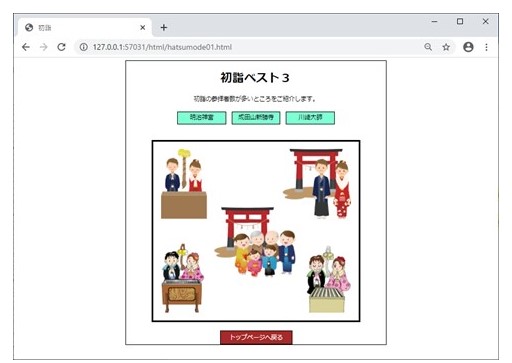 初詣
127.0.0.1:57031/html/hatsumode01.html
初詣ベスト３
初詣の参拝者数が多いところをご紹介します。
明治神宮 成田山新勝寺 川崎大師
トップページへ戻る